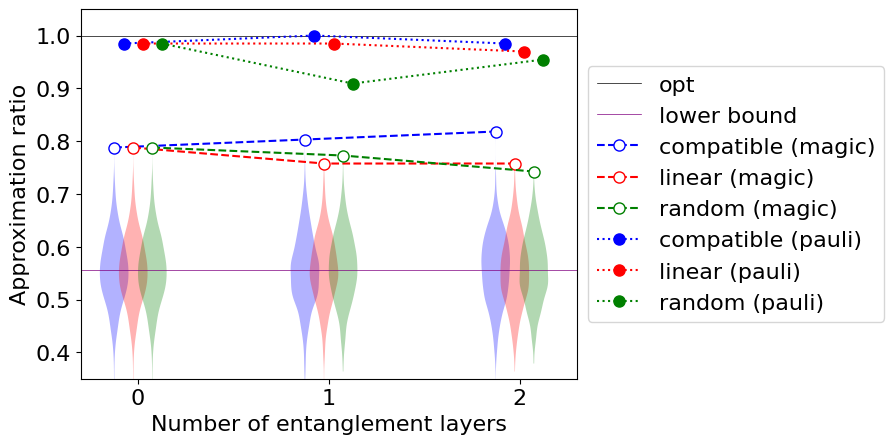 Approximation ratio
1.0
0.9
0.8
0.7
0.6
0.5
0.4
0
1
2
Number of entanglement layers
opt
lower bound
compatible (magic)
linear (magic)
random (magic)
compatible (pauli)
linear (pauli)
random (pauli)